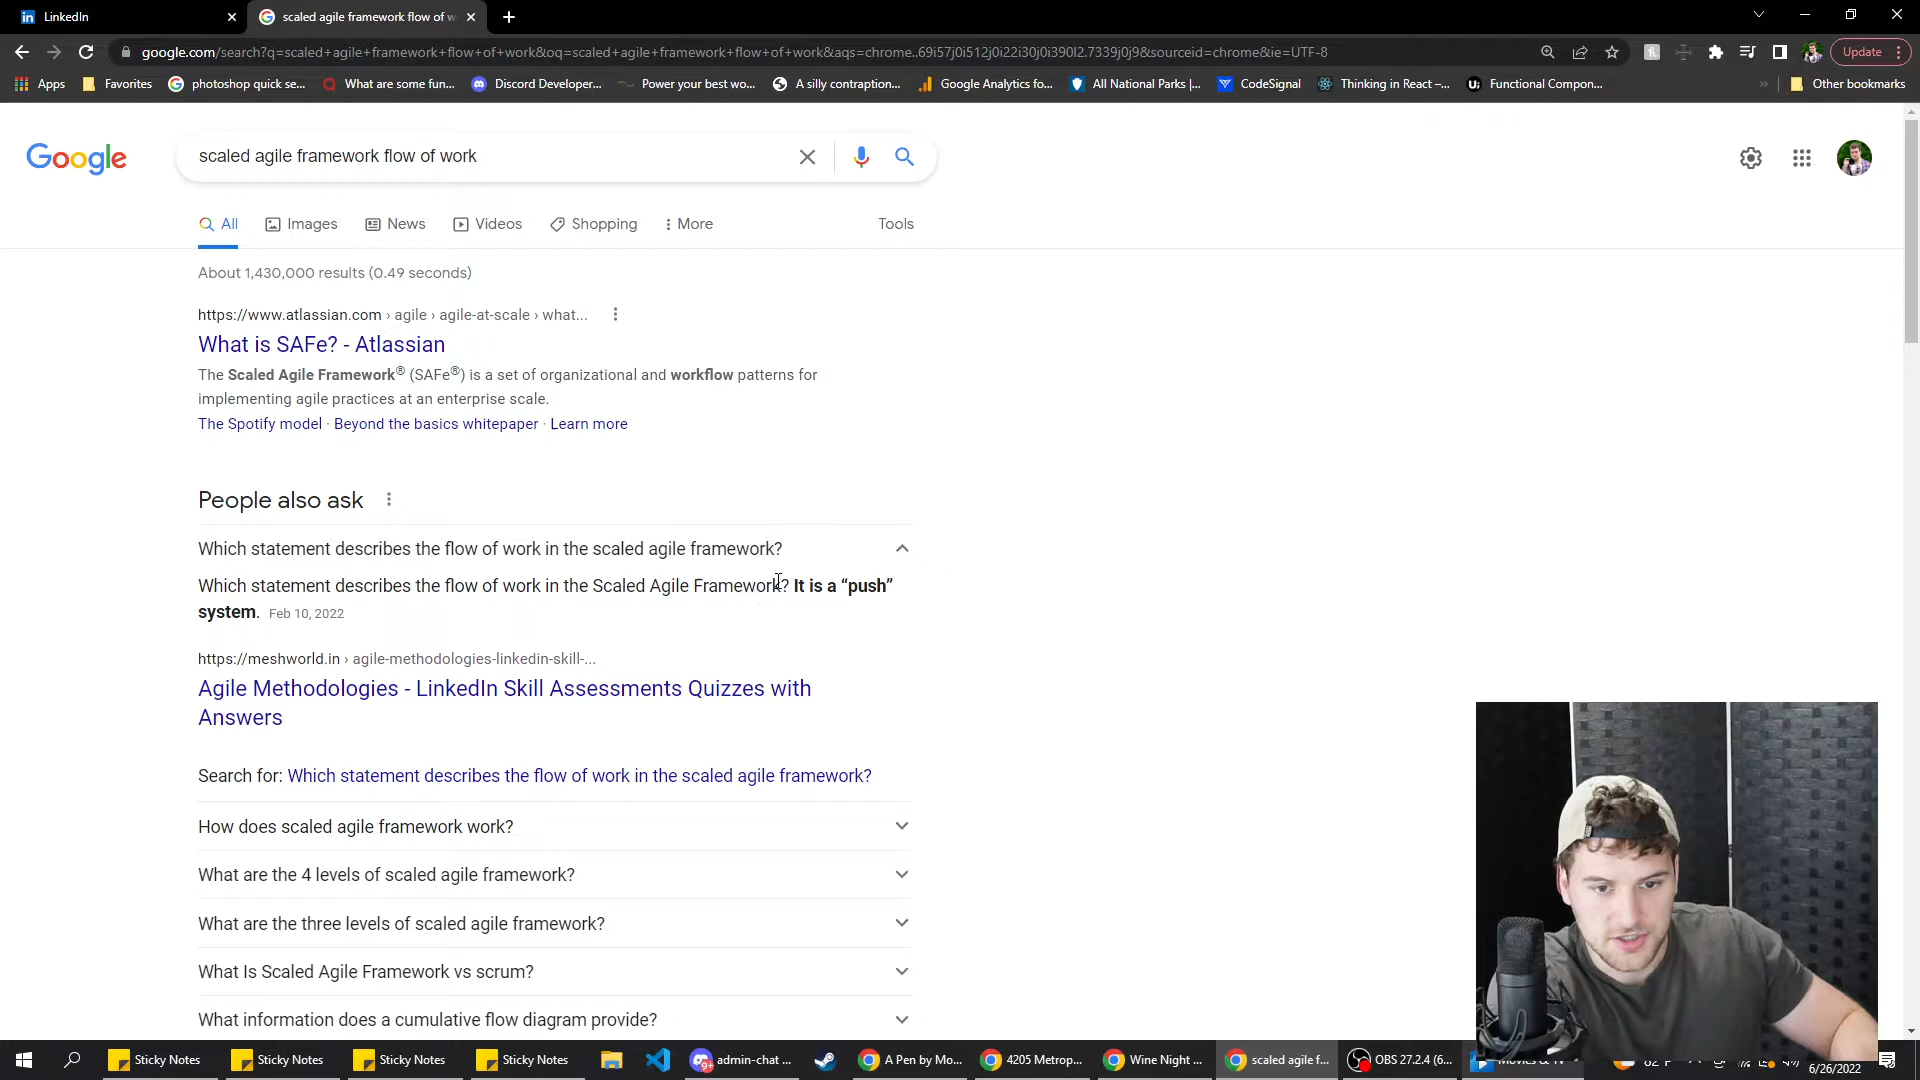 LinkedIn
scaled agile framework flow of w
google.com/search?q=scaled+agile+framework+flow+of+work&oq=scaled+agile+framework+flow+of+work&aqs=chrome..69i57j0i512j0i22i30j0i390l2.7339j0j9&sourceid=chrome&ie=UTF-8
Update
Apps
Favorites
photoshop quick se...
What are some fun...
Discord Developer...
Power your best wo...
A silly contraption...
Google Analytics fo...
All National Parks |...
CodeSignal
Thinking in React –...
Functional Compon...
»
Other bookmarks
Google
scaled agile framework flow of work
All
Images
News
Videos
Shopping
More
Tools
About 1,430,000 results (0.49 seconds)
https://www.atlassian.com › agile › agile-at-scale › what...
What is SAFe? - Atlassian
The Scaled Agile Framework® (SAFe®) is a set of organizational and workflow patterns for
implementing agile practices at an enterprise scale.
The Spotify model · Beyond the basics whitepaper · Learn more
People also ask
Which statement describes the flow of work in the scaled agile framework?
Which statement describes the flow of work in the Scaled Agile Framework? It is a “push”
system. Feb 10, 2022
https://meshworld.in › agile-methodologies-linkedin-skill-...
Agile Methodologies - LinkedIn Skill Assessments Quizzes with
Answers
Search for: Which statement describes the flow of work in the scaled agile framework?
How does scaled agile framework work?
What are the 4 levels of scaled agile framework?
What are the three levels of scaled agile framework?
What Is Scaled Agile Framework vs scrum?
What information does a cumulative flow diagram provide?
Sticky Notes
Sticky Notes
Sticky Notes
Sticky Notes
9+
admin-chat ...
A Pen by Mo...
4205 Metrop...
Wine Night ...
scaled agile f...
OBS 27.2.4 (6...
6/26/2022